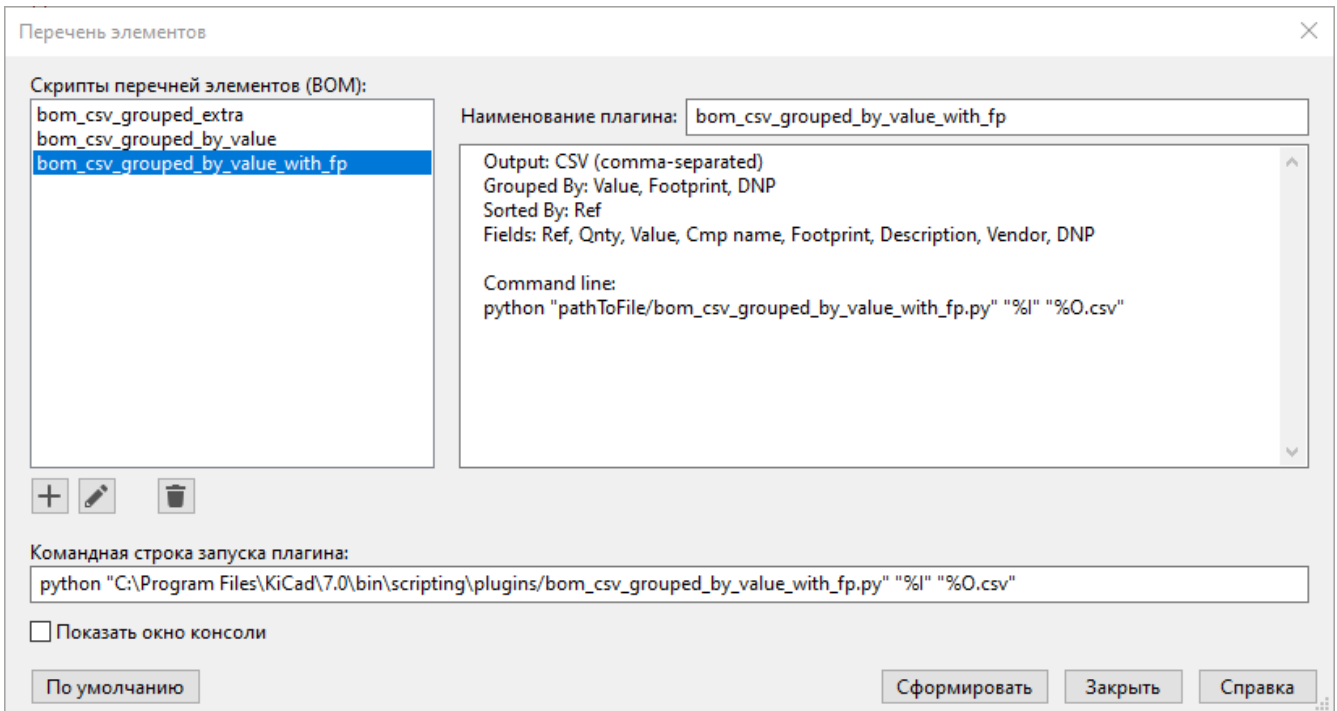 Перечень элементов
Скрипты перечней элементов (BOM):
bom_csv_grouped_extra
bom_csv_grouped_by_value
bom_csv_grouped_by_value_with_fp
Наименование плагина: bom_csv_grouped_by_value_with_fp
Output: CSV (comma-separated)
Grouped By: Value, Footprint, DNP
Sorted By: Ref
Fields: Ref, Qnty, Value, Cmp name, Footprint, Description, Vendor, DNP
Command line:
python "pathToFile/bom_csv_grouped_by_value_with_fp.py" "%I" "%O.csv"
Командная строка запуска плагина:
python "C:\Program Files\KiCad\7.0\bin\scripting\plugins/bom_csv_grouped_by_value_with_fp.py" "%I" "%O.csv"
Показать окно консоли
По умолчанию
Сформировать
Закрыть
Справка